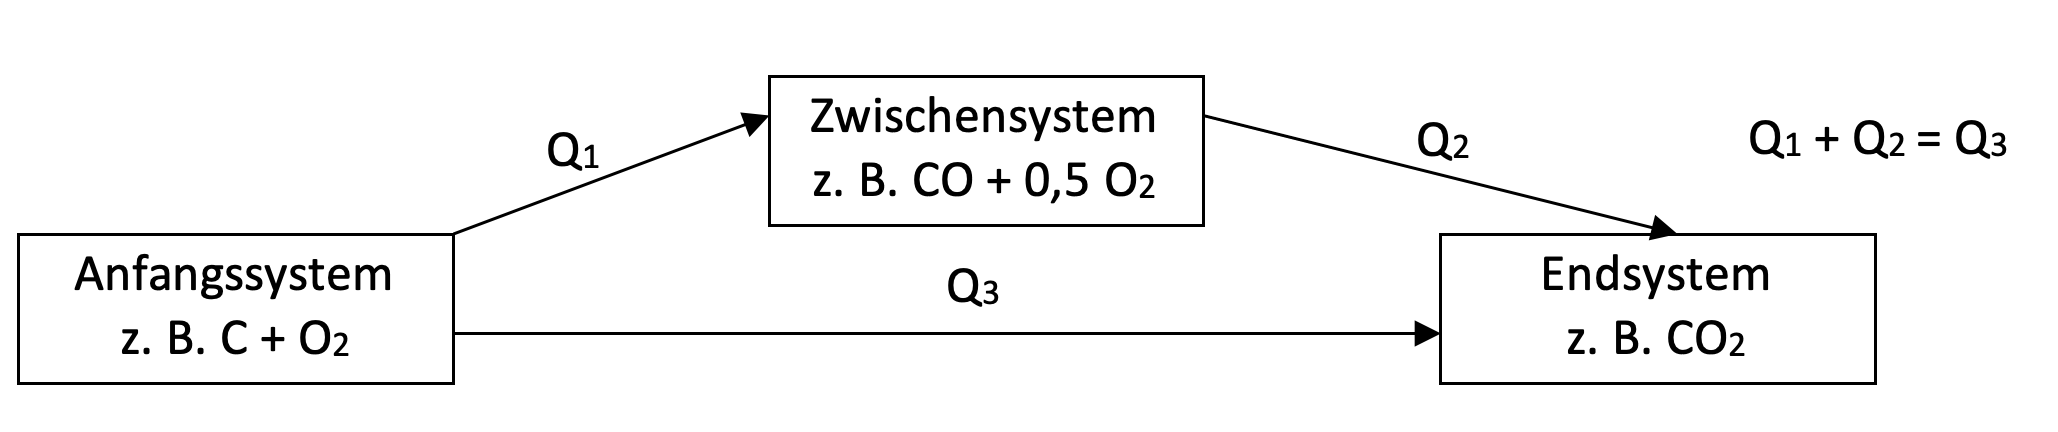 Zwischensystem
z. B. CO + 0,5 O₂
Q₁
Q₂
Q₁ + Q₂ = Q₃
Anfangssystem
z. B. C + O₂
Q₃
Endsystem
z. B. CO₂